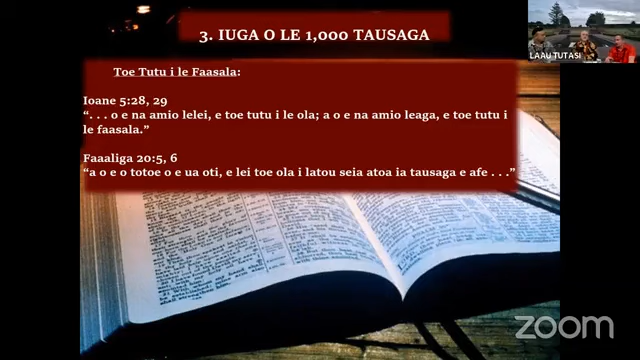 3. IUGA O LE 1,000 TAUSAGA
LAAU TUTASI
Toe Tutu i le Faasala:
Ioane 5:28, 29
“. . . o e na amio lelei, e toe tutu i le ola; a o e na amio leaga, e toe tutu i
le faasala.”
Faaaliga 20:5, 6
“a o e o totoe o e ua oti, e lei toe ola i latou seia atoa ia tausaga e afe . . .”
zoom